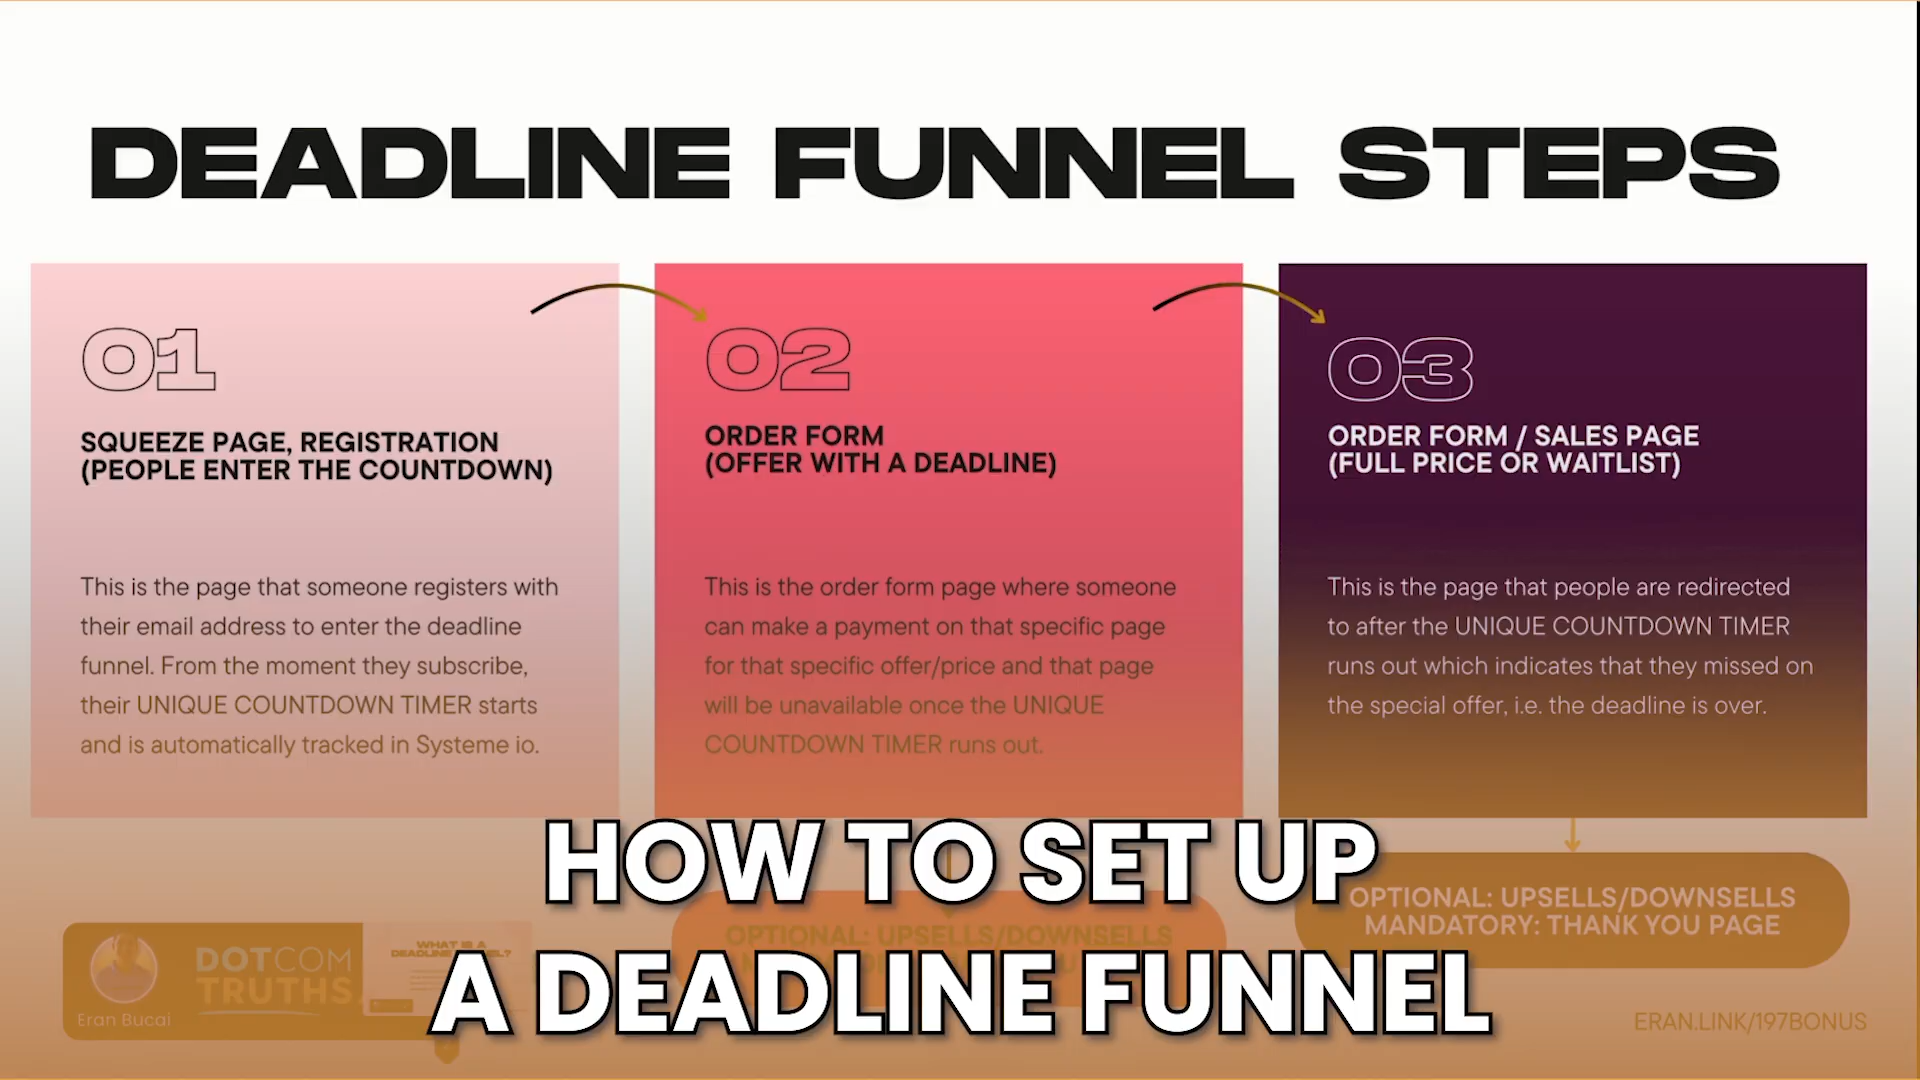 DEADLINE FUNNEL STEPS
01
SQUEEZE PAGE, REGISTRATION
(PEOPLE ENTER THE COUNTDOWN)
This is the page that someone registers with
their email address to enter the deadline
funnel. From the moment they subscribe,
their UNIQUE COUNTDOWN TIMER starts
and is automatically tracked in Systeme io.
02
ORDER FORM
(OFFER WITH A DEADLINE)
This is the order form page where someone
can make a payment on that specific page
for that specific offer/price and that page
will be unavailable once the UNIQUE
COUNTDOWN TIMER runs out.
03
ORDER FORM / SALES PAGE
(FULL PRICE OR WAITLIST)
This is the page that people are redirected
to after the UNIQUE COUNTDOWN TIMER
runs out which indicates that they missed on
the special offer, i.e. the deadline is over.
OPTIONAL: UPSELLS/DOWNSELLS
OPTIONAL: UPSELLS/DOWNSELLS
MANDATORY: THANK YOU PAGE
HOW TO SET UP
A DEADLINE FUNNEL
DOTCOM
TRUTHS
Eran Bucai
WHAT IS A
ERAN.LINK/197BONUS